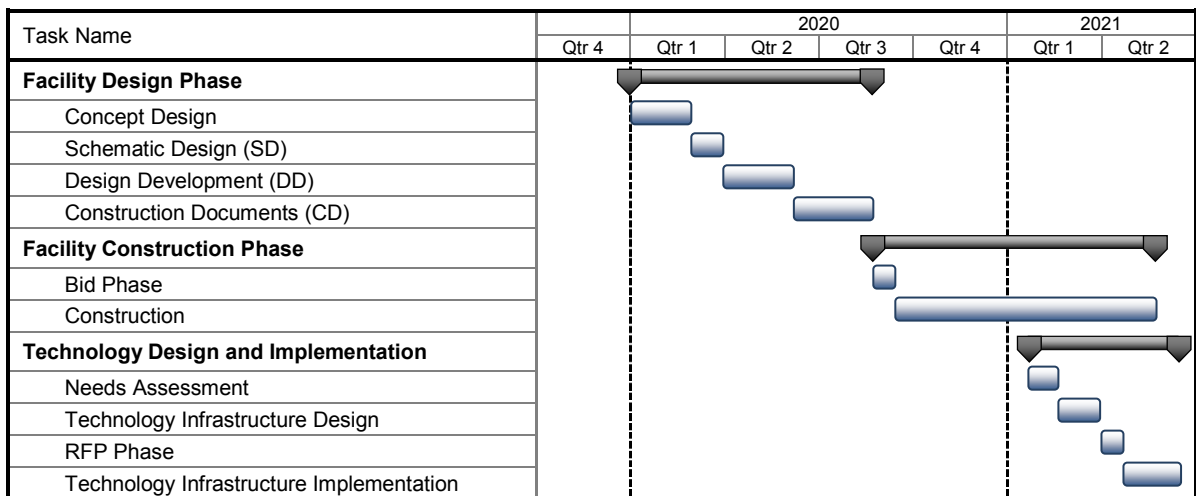 Task Name
2020 2021
Qtr 4 Qtr 1 Qtr 2 Qtr 3 Qtr 4 Qtr 1 Qtr 2
Facility Design Phase
Concept Design
Schematic Design (SD)
Design Development (DD)
Construction Documents (CD)
Facility Construction Phase
Bid Phase
Construction
Technology Design and Implementation
Needs Assessment
Technology Infrastructure Design
RFP Phase
Technology Infrastructure Implementation